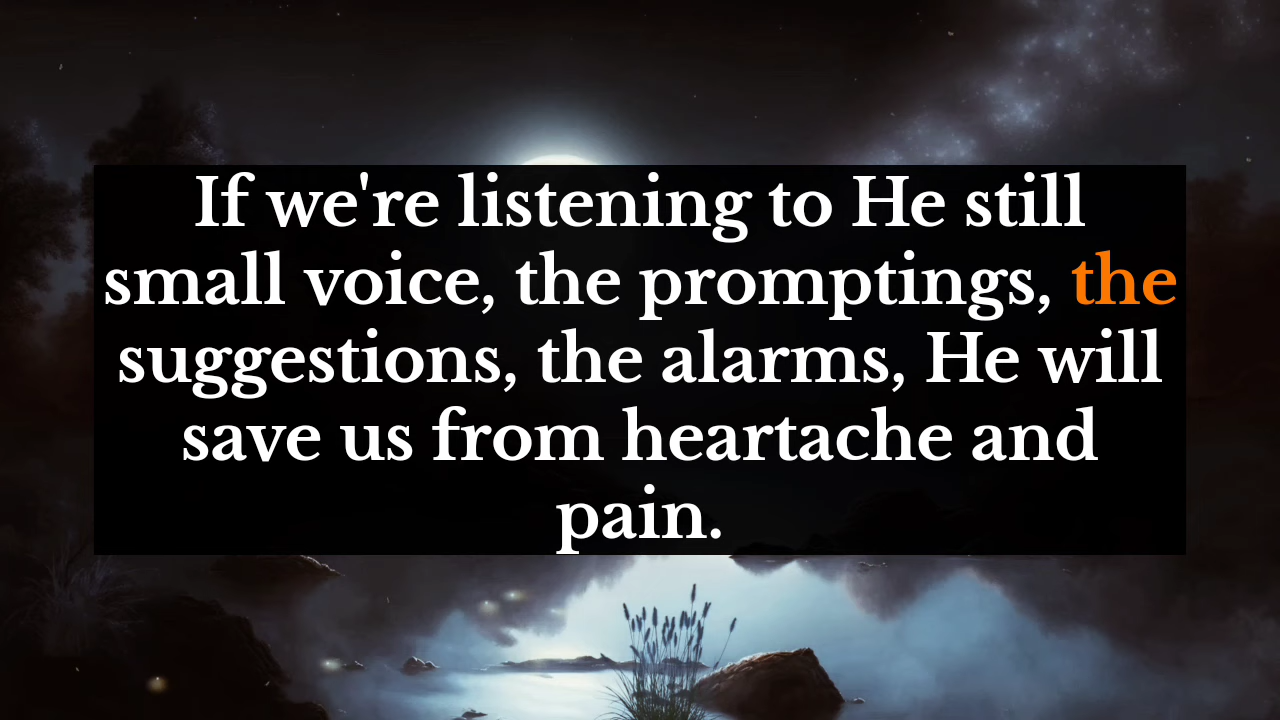 If we're listening to He still
small voice, the promptings, the
suggestions, the alarms, He will
save us from heartache and
pain.